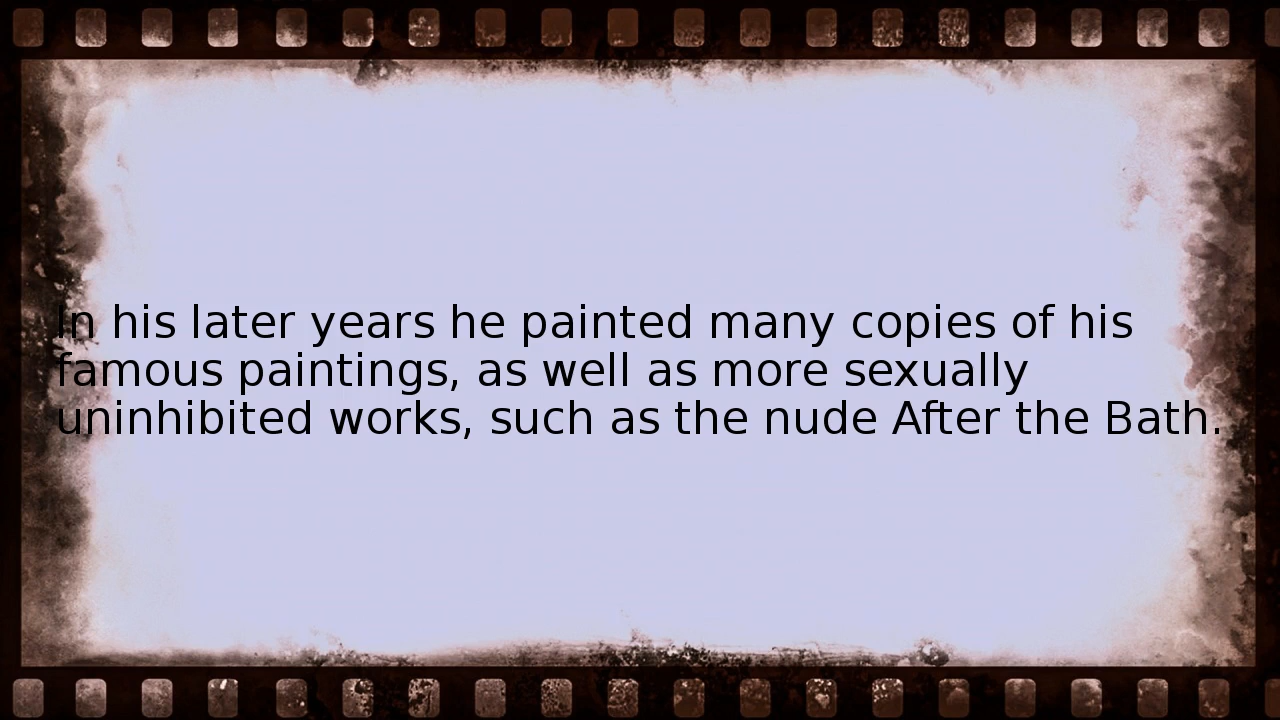 In his later years he painted many copies of his
famous paintings, as well as more sexually
uninhibited works, such as the nude After the Bath.